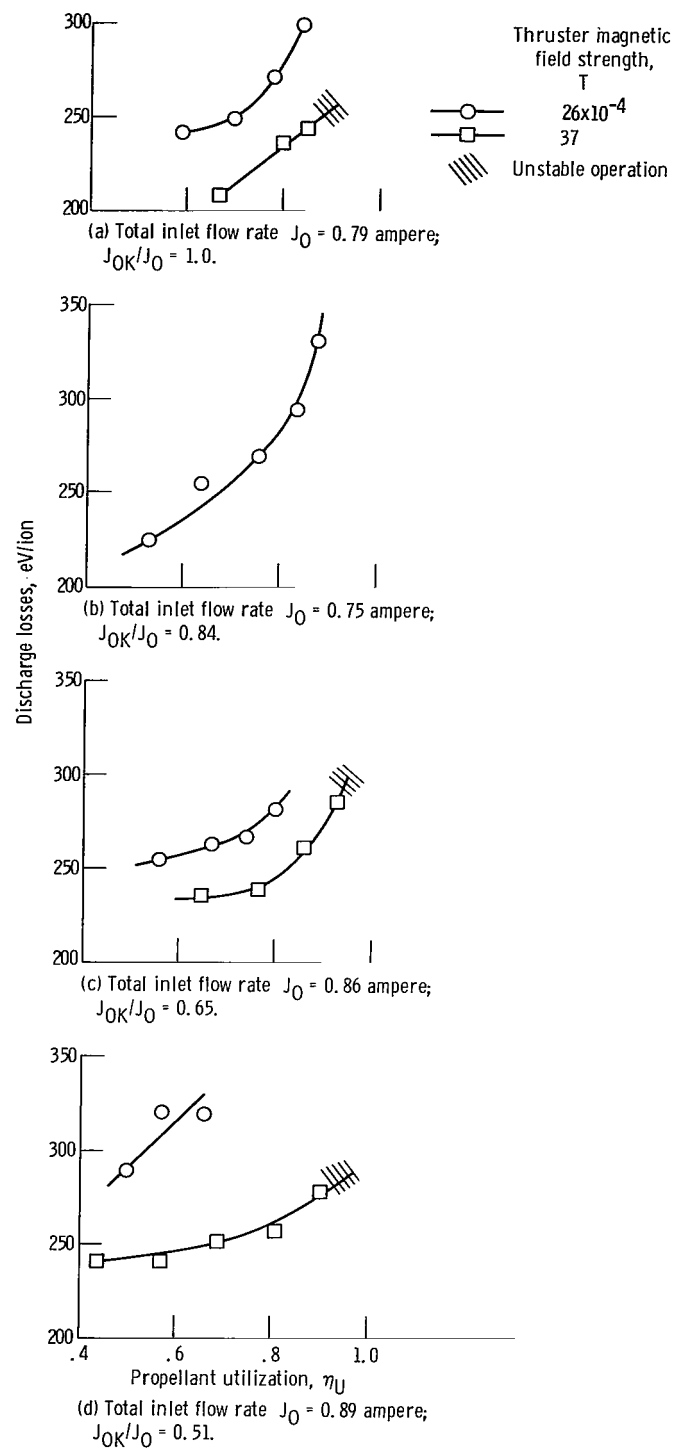 300
250
200
Thruster magnetic
field strength,
T
26x10⁻⁴
37
Unstable operation
(a) Total inlet flow rate J_O = 0.79 ampere;
J_OK/J_O = 1.0.
350
300
250
200
(b) Total inlet flow rate J_O = 0.75 ampere;
J_OK/J_O = 0.84.
Discharge losses, eV/ion
350
300
250
200
(c) Total inlet flow rate J_O = 0.86 ampere;
J_OK/J_O = 0.65.
350
300
250
200
.4 .6 .8 1.0
Propellant utilization, η_U
(d) Total inlet flow rate J_O = 0.89 ampere;
J_OK/J_O = 0.51.